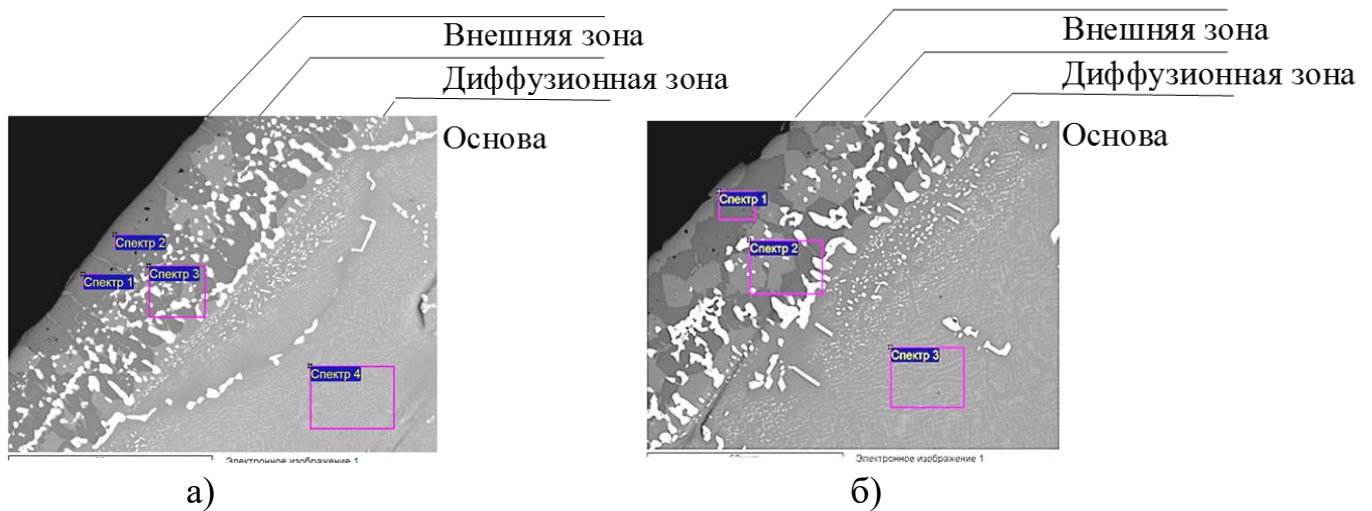 Внешняя зона
Диффузионная зона
Основа
Спектр 2
Спектр 1
Спектр 3
Спектр 4
Электронное изображение 1
а)
Внешняя зона
Диффузионная зона
Основа
Спектр 1
Спектр 2
Спектр 3
Электронное изображение 1
б)